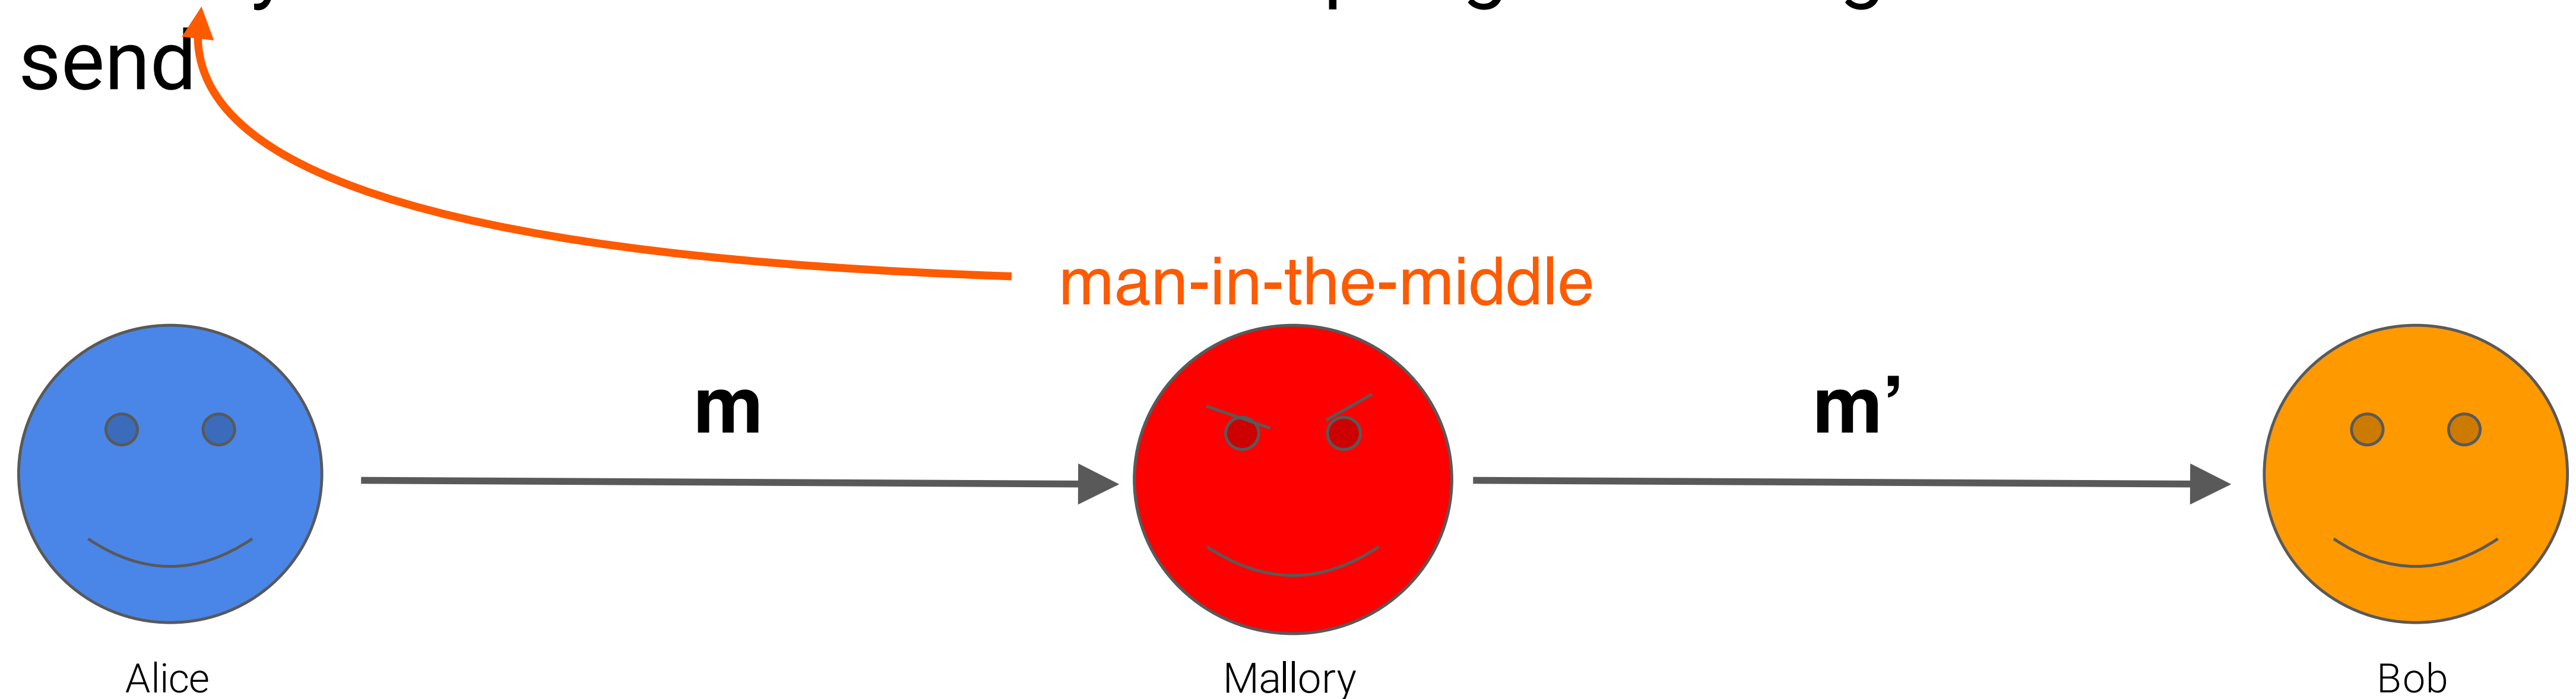 send
man-in-the-middle
m
m’
Alice
Mallory
Bob